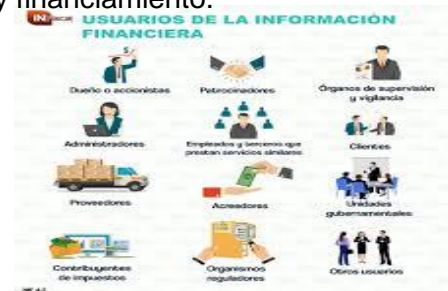 y financiamiento.
IN
USUARIOS DE LA INFORMACIÓN
FINANCIERA
Dueño o accionistas
Patrocinadores
Órganos de supervisión
y vigilancia
Administradores
Empleados y terceros que
prestan servicios similares
Clientes
Proveedores
Acreedores
Unidades
gubernamentales
Contribuyentes
de impuestos
Organismos
reguladores
Otros usuarios